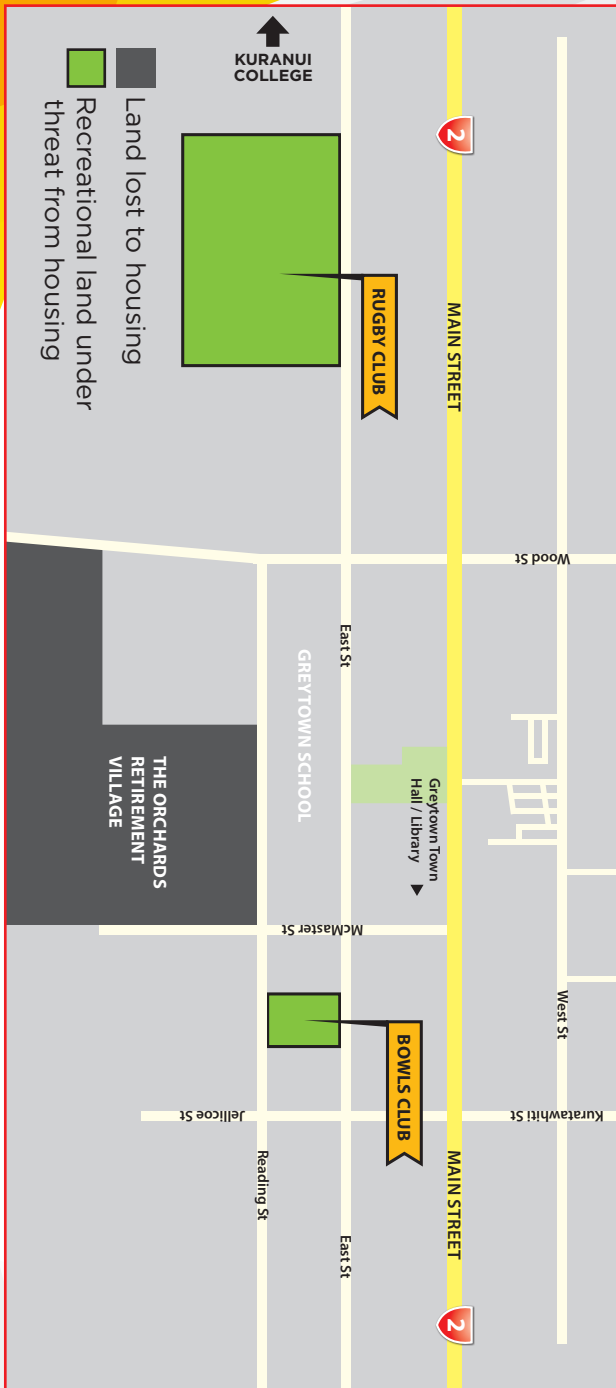 KURANUI
COLLEGE
Land lost to housing
Recreational land under
threat from housing
2
MAIN STREET
RUGBY CLUB
Wood St
East St
GREYTOWN SCHOOL
Greytown Town
Hall / Library
THE ORCHARDS
RETIREMENT
VILLAGE
McMaster St
West St
BOWLS CLUB
Kuratawhiti St
Jellicoe St
MAIN STREET
Reading St
East St
2